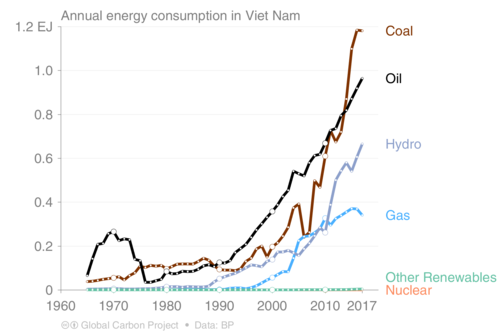 Annual energy consumption in Viet Nam
1.2 EJ
1.0
0.8
0.6
0.4
0.2
0
1960
1970
1980
1990
2000
2010
2017
Coal
Oil
Hydro
Gas
Other Renewables
Nuclear
Global Carbon Project • Data: BP